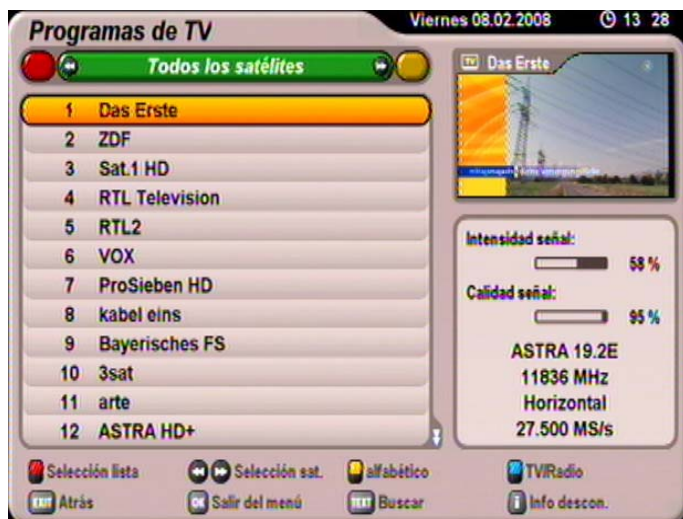 Programas de TV
Viernes 08.02.2008
13 28
Todos los satélites
1 Das Erste
2 ZDF
3 Sat.1 HD
4 RTL Television
5 RTL2
6 VOX
7 ProSieben HD
8 kabel eins
9 Bayerisches FS
10 3sat
11 arte
12 ASTRA HD+
TV Das Erste
Intensidad señal:
58 %
Calidad señal:
95 %
ASTRA 19.2E
11836 MHz
Horizontal
27.500 MS/s
Selección lista
Selección sat.
alfabético
TV/Radio
EXIT Atrás
OK Salir del menú
TEXT Buscar
i Info descon.